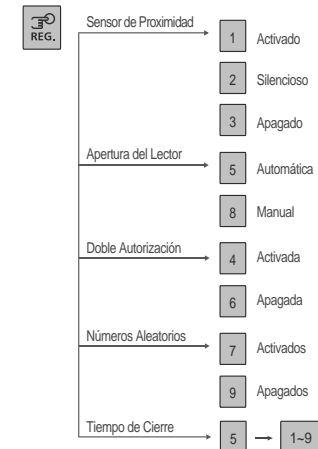 REG.
Sensor de Proximidad
1 Activado
2 Silencioso
3 Apagado
Apertura del Lector
5 Automática
8 Manual
Doble Autorización
4 Activada
6 Apagada
Números Aleatorios
7 Activados
9 Apagados
Tiempo de Cierre
5 → 1~9